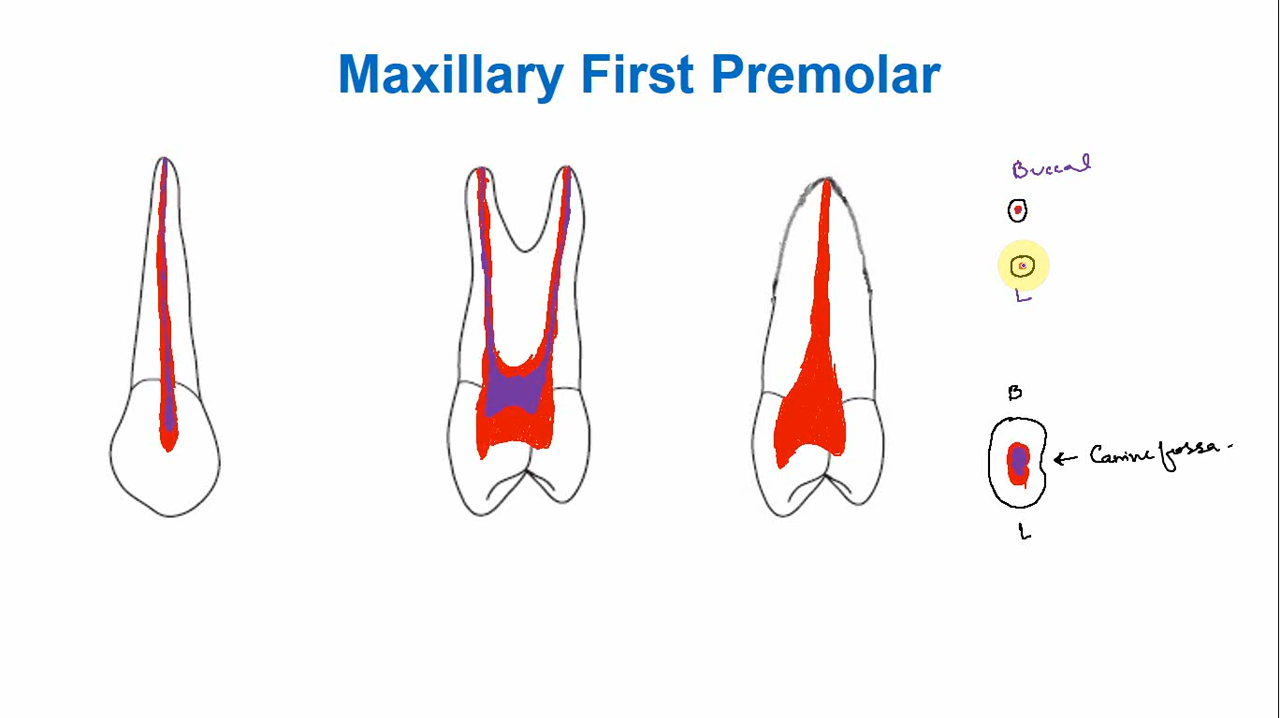 Maxillary First Premolar
Buccal
L
B
← Canine fossa -
L